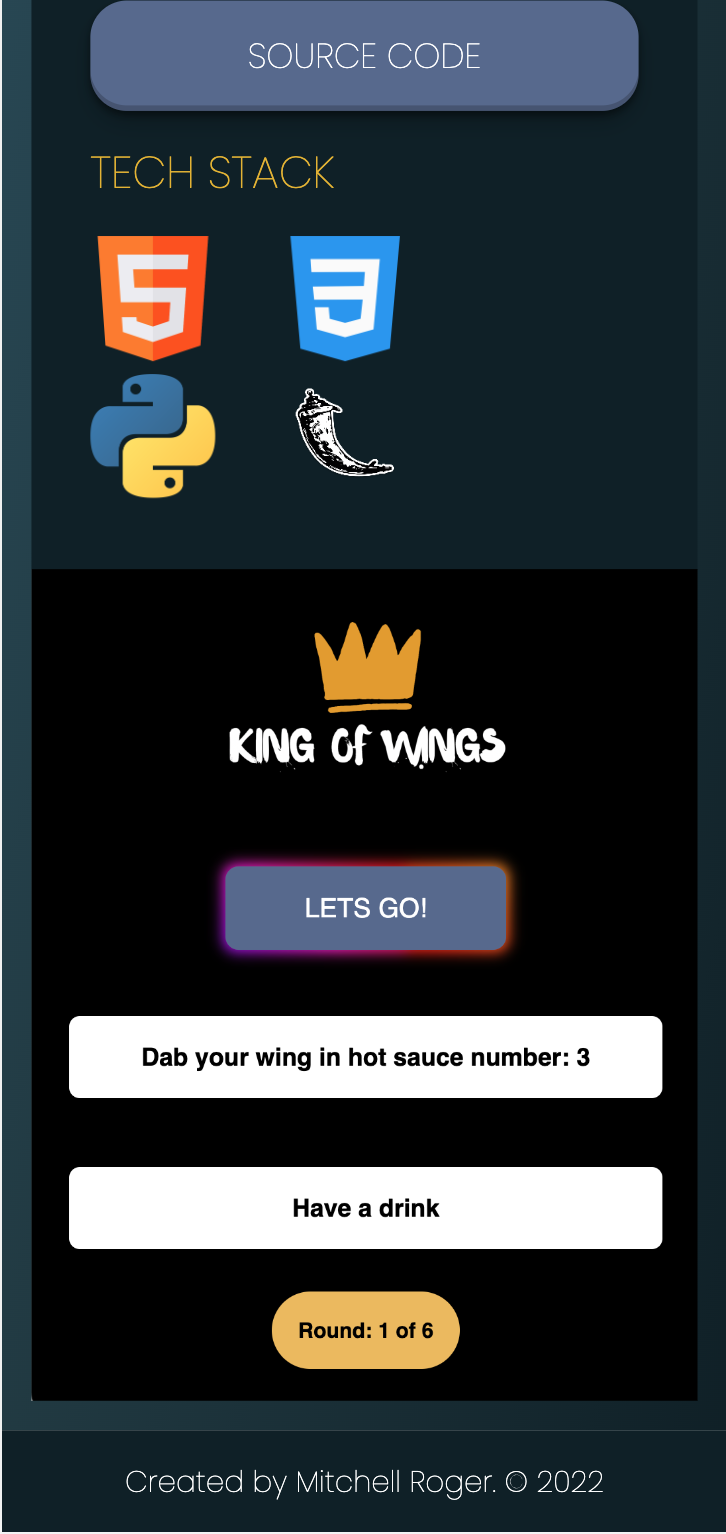 SOURCE CODE
TECH STACK
5
3
KING Of WINGS
LETS GO!
Dab your wing in hot sauce number: 3
Have a drink
Round: 1 of 6
Created by Mitchell Roger. © 2022